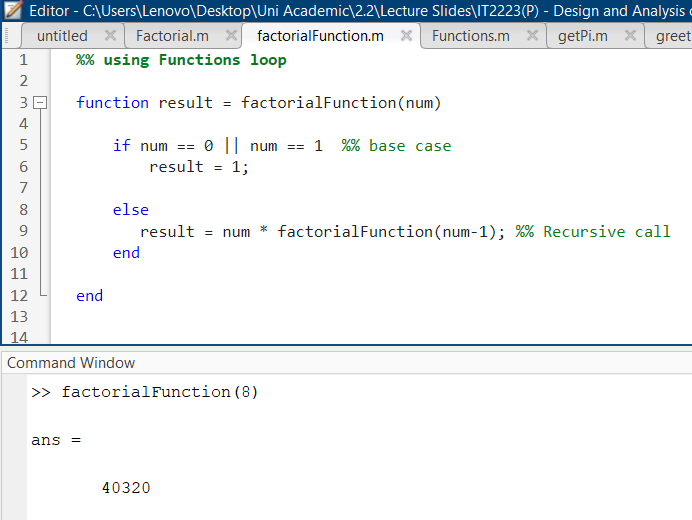 Editor - C:\Users\Lenovo\Desktop\Uni Academic\2.2\Lecture Slides\IT2223(P) - Design and Analysis
untitled Factorial.m factorialFunction.m Functions.m getPi.m greet
1 %% using Functions loop
2
3 function result = factorialFunction(num)
4
5 if num == 0 || num == 1 %% base case
6 result = 1;
7
8 else
9 result = num * factorialFunction(num-1); %% Recursive call
10 end
11
12 end
13
14
Command Window
>> factorialFunction(8)
ans =
40320